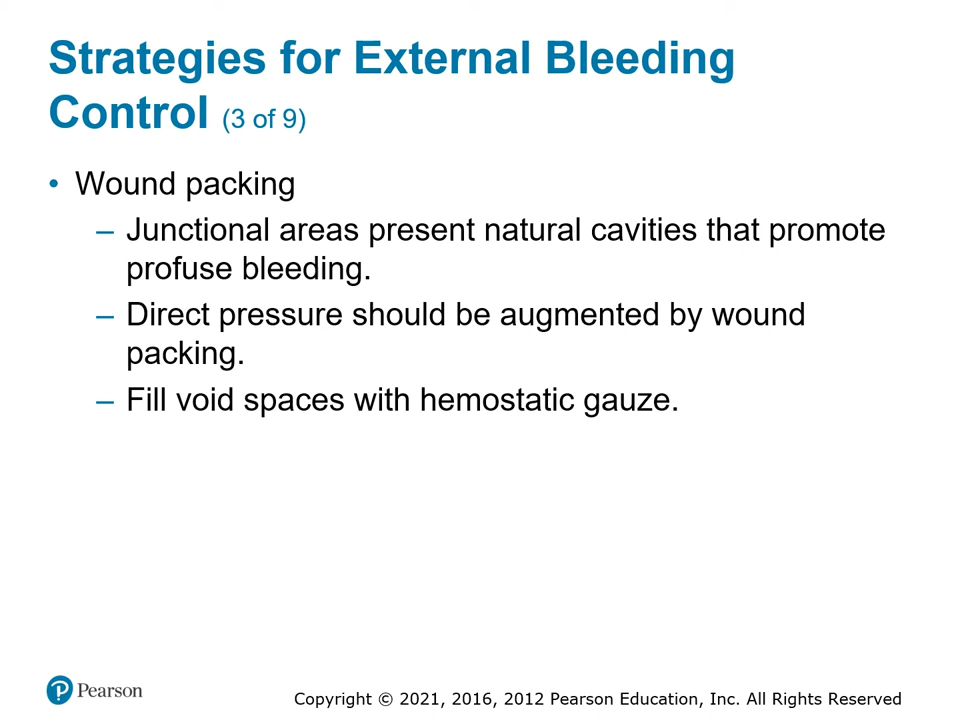 Strategies for External Bleeding
Control (3 of 9)
• Wound packing
– Junctional areas present natural cavities that promote
profuse bleeding.
– Direct pressure should be augmented by wound
packing.
– Fill void spaces with hemostatic gauze.
Pearson
Copyright © 2021, 2016, 2012 Pearson Education, Inc. All Rights Reserved